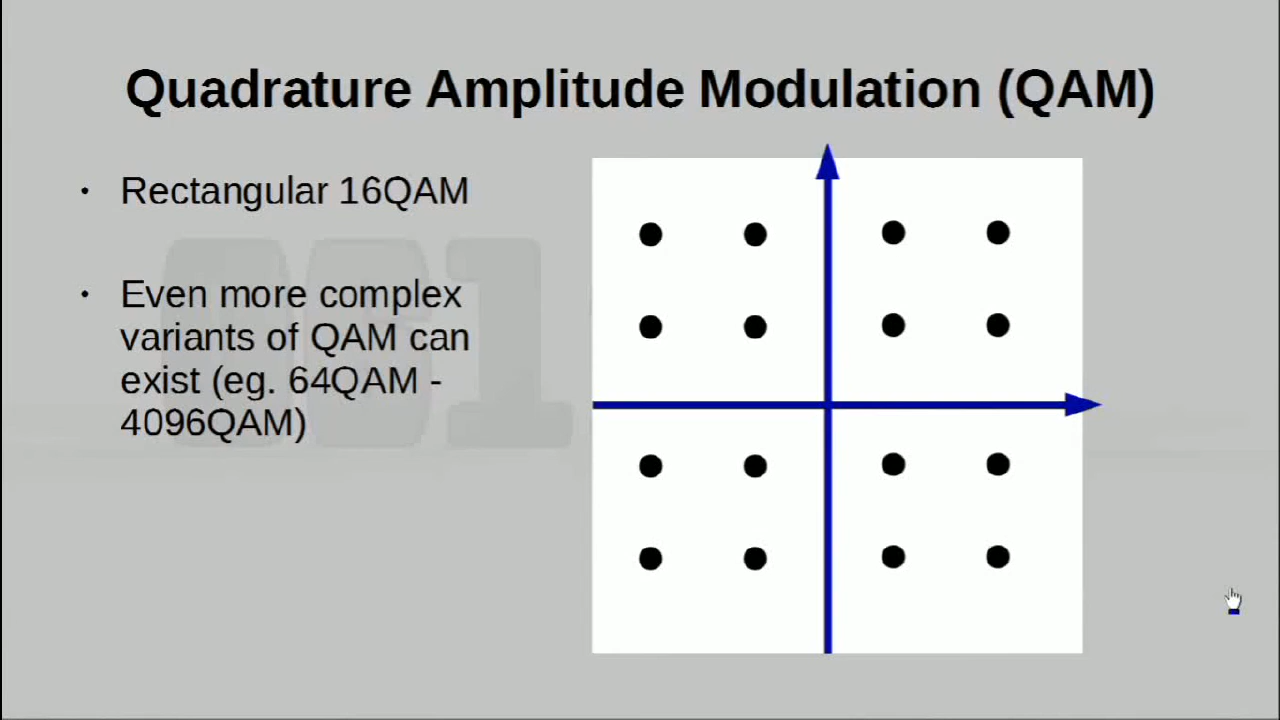 Quadrature Amplitude Modulation (QAM)
• Rectangular 16QAM
• Even more complex
variants of QAM can
exist (eg. 64QAM -
4096QAM)